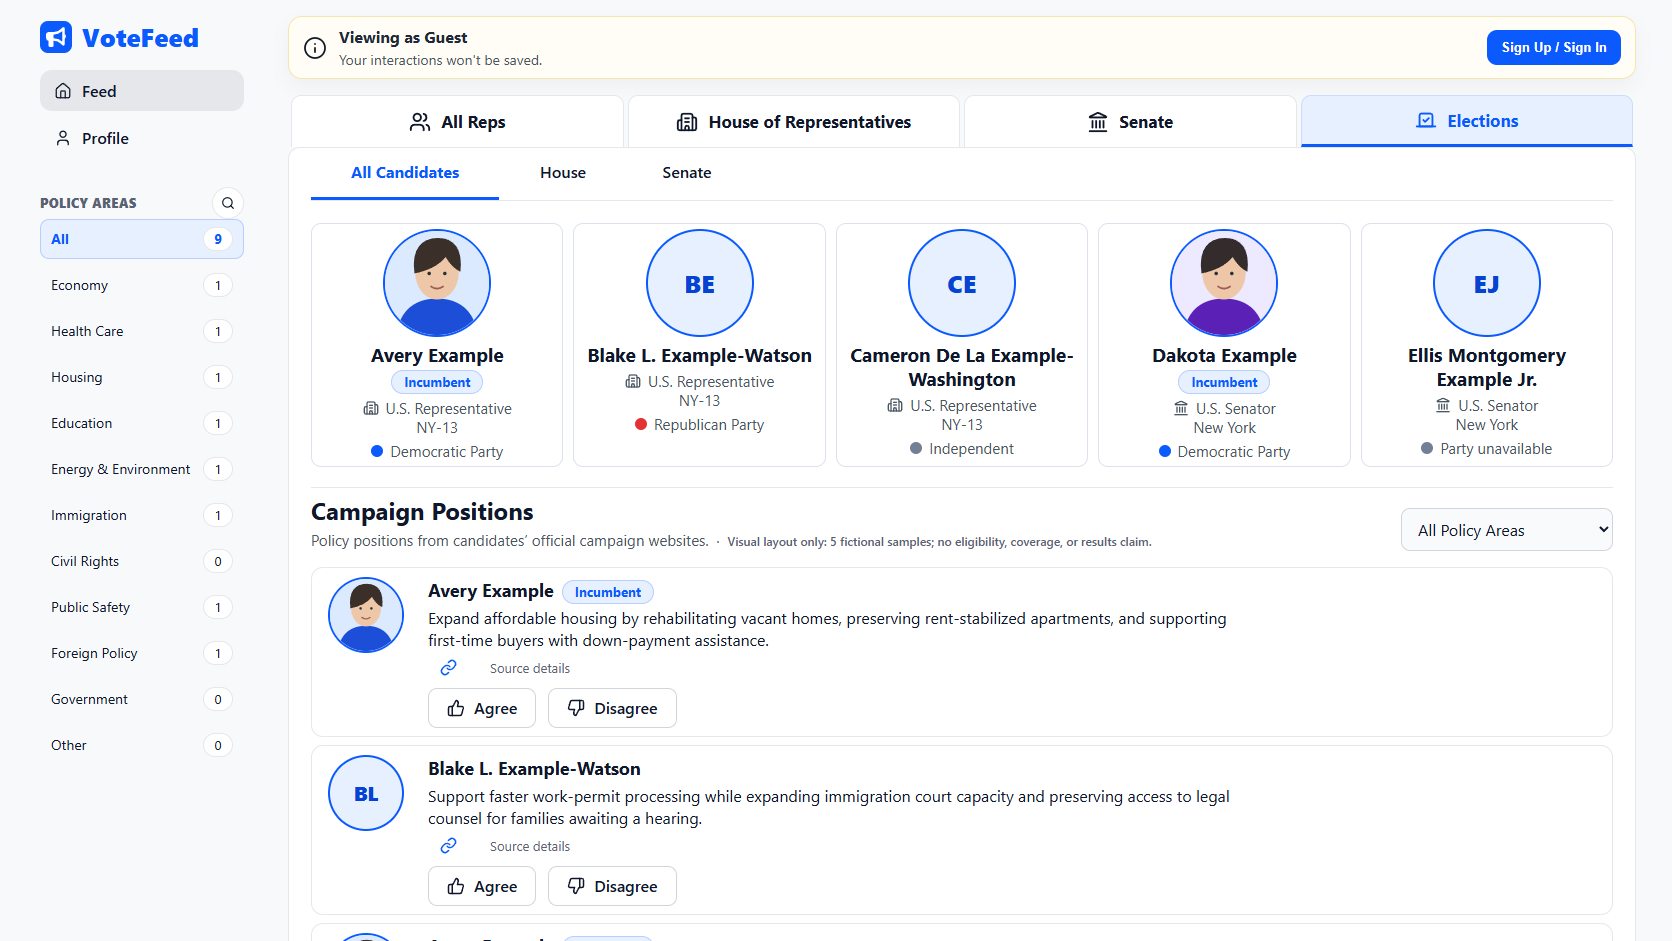 VoteFeed
Feed
Profile
POLICY AREAS
All 9
Economy 1
Health Care 1
Housing 1
Education 1
Energy & Environment 1
Immigration 1
Civil Rights 0
Public Safety 1
Foreign Policy 1
Government 0
Other 0
Viewing as Guest
Your interactions won't be saved.
Sign Up / Sign In
All Reps
House of Representatives
Senate
Elections
All Candidates
House
Senate
Avery Example
Incumbent
U.S. Representative
NY-13
Democratic Party
BE
Blake L. Example-Watson
U.S. Representative
NY-13
Republican Party
CE
Cameron De La Example-
Washington
U.S. Representative
NY-13
Independent
Dakota Example
Incumbent
U.S. Senator
New York
Democratic Party
EJ
Ellis Montgomery
Example Jr.
U.S. Senator
New York
Party unavailable
Campaign Positions
Policy positions from candidates' official campaign websites. · Visual layout only: 5 fictional samples; no eligibility, coverage, or results claim.
All Policy Areas
Avery Example Incumbent
Expand affordable housing by rehabilitating vacant homes, preserving rent-stabilized apartments, and supporting
first-time buyers with down-payment assistance.
Source details
Agree
Disagree
BL
Blake L. Example-Watson
Support faster work-permit processing while expanding immigration court capacity and preserving access to legal
counsel for families awaiting a hearing.
Source details
Agree
Disagree